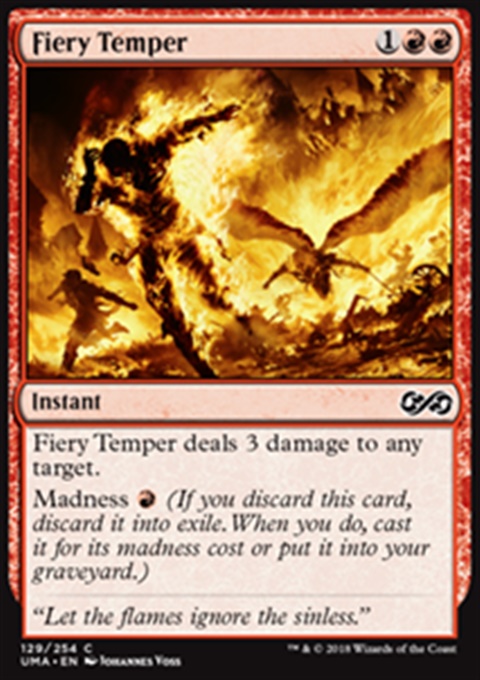 Fiery Temper 1
Instant
Fiery Temper deals 3 damage to any
target.
Madness (If you discard this card,
discard it into exile. When you do, cast
it for its madness cost or put it into your
graveyard.)
"Let the flames ignore the sinless."
129/254 C
UMA • EN Johannes Voss
™ & © 2018 Wizards of the Coast